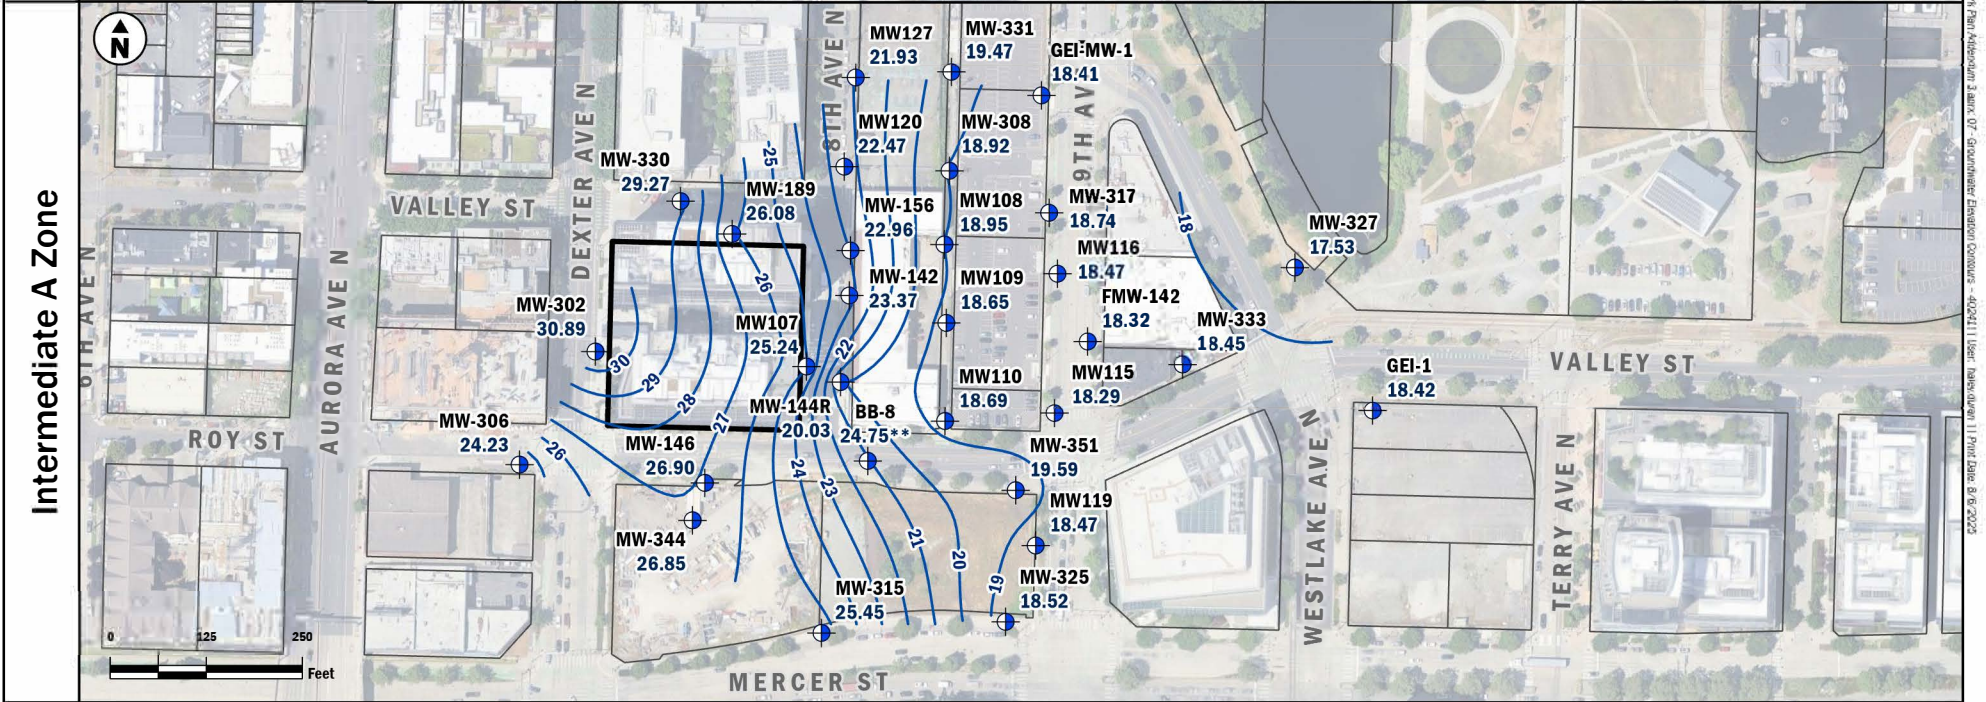 Intermediate A Zone
N
MW127
21.93
MW-331
19.47
GEI-MW-1
18.41
8TH AVE N
9TH AVE
DEXTER AVE N
MW120
22.47
MW-308
18.92
MW-330
29.27
25
MW-189
26.08
VALLEY ST
MW-156
22.96
MW108
18.95
MW-317
18.74
18
MW-327
17.53
MW116
18.47
6TH AVE N
AURORA AVE N
MW-142
23.37
MW109
18.65
26
FMW-142
18.32
MW-302
30.89
MW107
25.24
22
MW-333
18.45
VALLEY ST
30
29
28
27
MW110
18.69
MW115
18.29
GEI-1
18.42
MW-306
24.23
ROY ST
26
MW-146
26.90
MW-144R
20.03
BB-8
24.75**
MW-351
19.59
WESTLAKE AVE N
TERRY AVE N
24
23
MW119
18.47
MW-344
26.85
21
20
19
MW-315
25.45
MW-325
18.52
0 125 250
Feet
MERCER ST